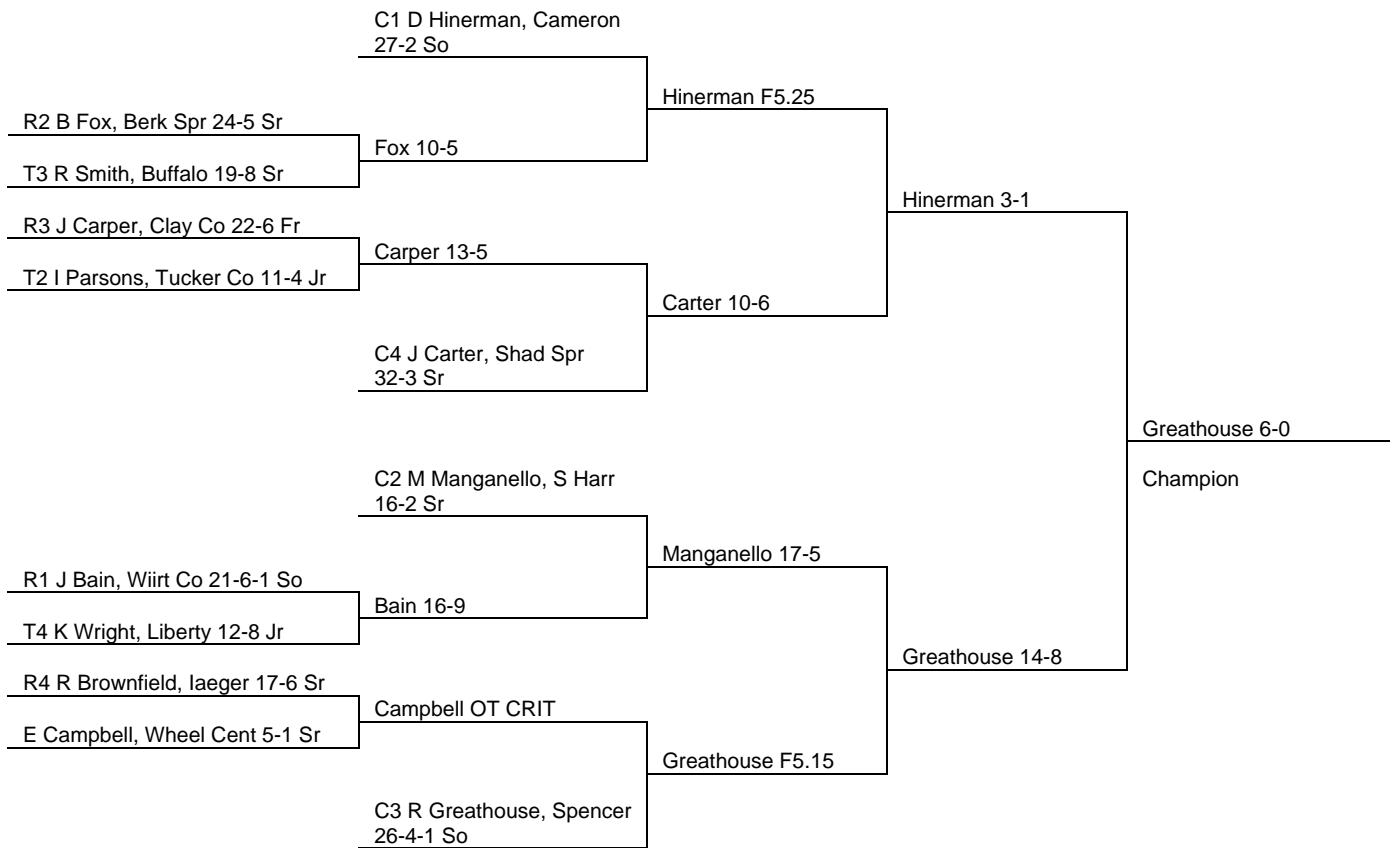 C1 D Hinerman, Cameron
27-2 So
Hinerman F5.25
R2 B Fox, Berk Spr 24-5 Sr
Fox 10-5
T3 R Smith, Buffalo 19-8 Sr
Hinerman 3-1
R3 J Carper, Clay Co 22-6 Fr
Carper 13-5
T2 I Parsons, Tucker Co 11-4 Jr
Carter 10-6
C4 J Carter, Shad Spr
32-3 Sr
Greathouse 6-0
Champion
C2 M Manganello, S Harr
16-2 Sr
Manganello 17-5
R1 J Bain, Wiirt Co 21-6-1 So
Bain 16-9
T4 K Wright, Liberty 12-8 Jr
Greathouse 14-8
R4 R Brownfield, Iaeger 17-6 Sr
Campbell OT CRIT
E Campbell, Wheel Cent 5-1 Sr
Greathouse F5.15
C3 R Greathouse, Spencer
26-4-1 So